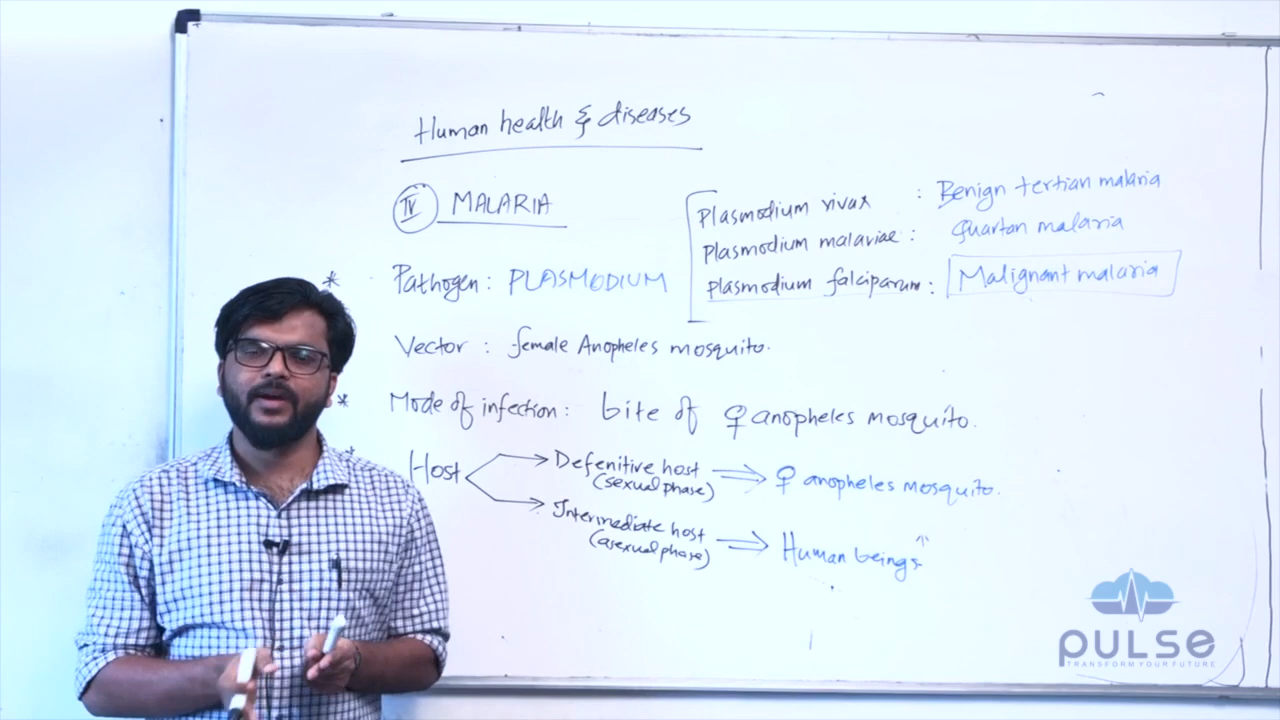 Human health & diseases
IV MALARIA
Plasmodium vivax : Benign tertian malaria
Plasmodium malariae : Quartan malaria
Plasmodium falciparum : Malignant malaria
* Pathogen : PLASMODIUM
Vector : female Anopheles mosquito.
* Mode of infection : bite of ♀ anopheles mosquito.
* Host
Defenitive host ⇒ ♀ anopheles mosquito.
(sexual phase)
Intermediate host ⇒ Human beings
(asexual phase)
PULSE
TRANSFORM YOUR FUTURE